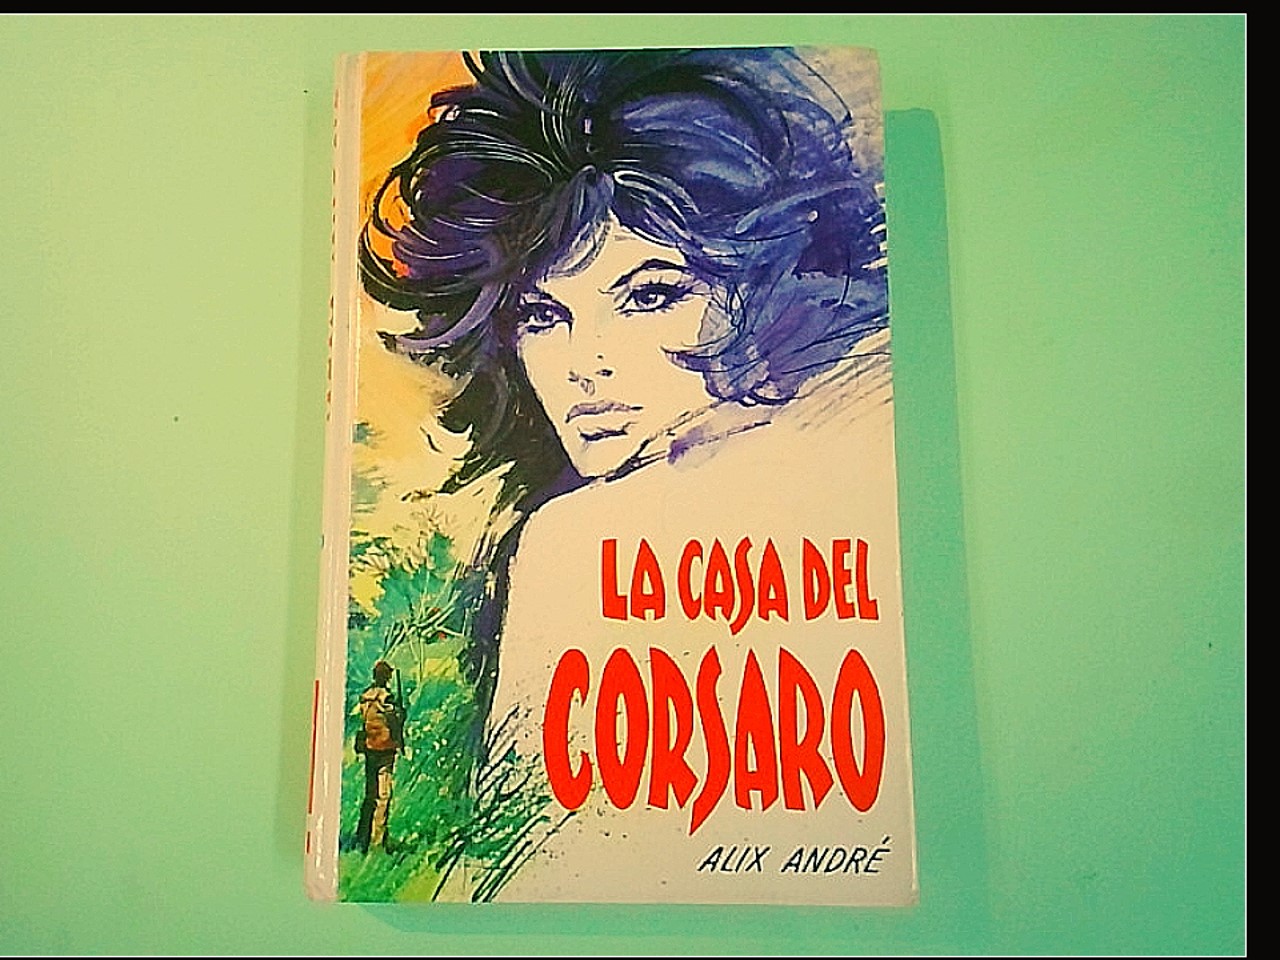 LA CASA DEL
CORSARO
ALIX ANDRÉ